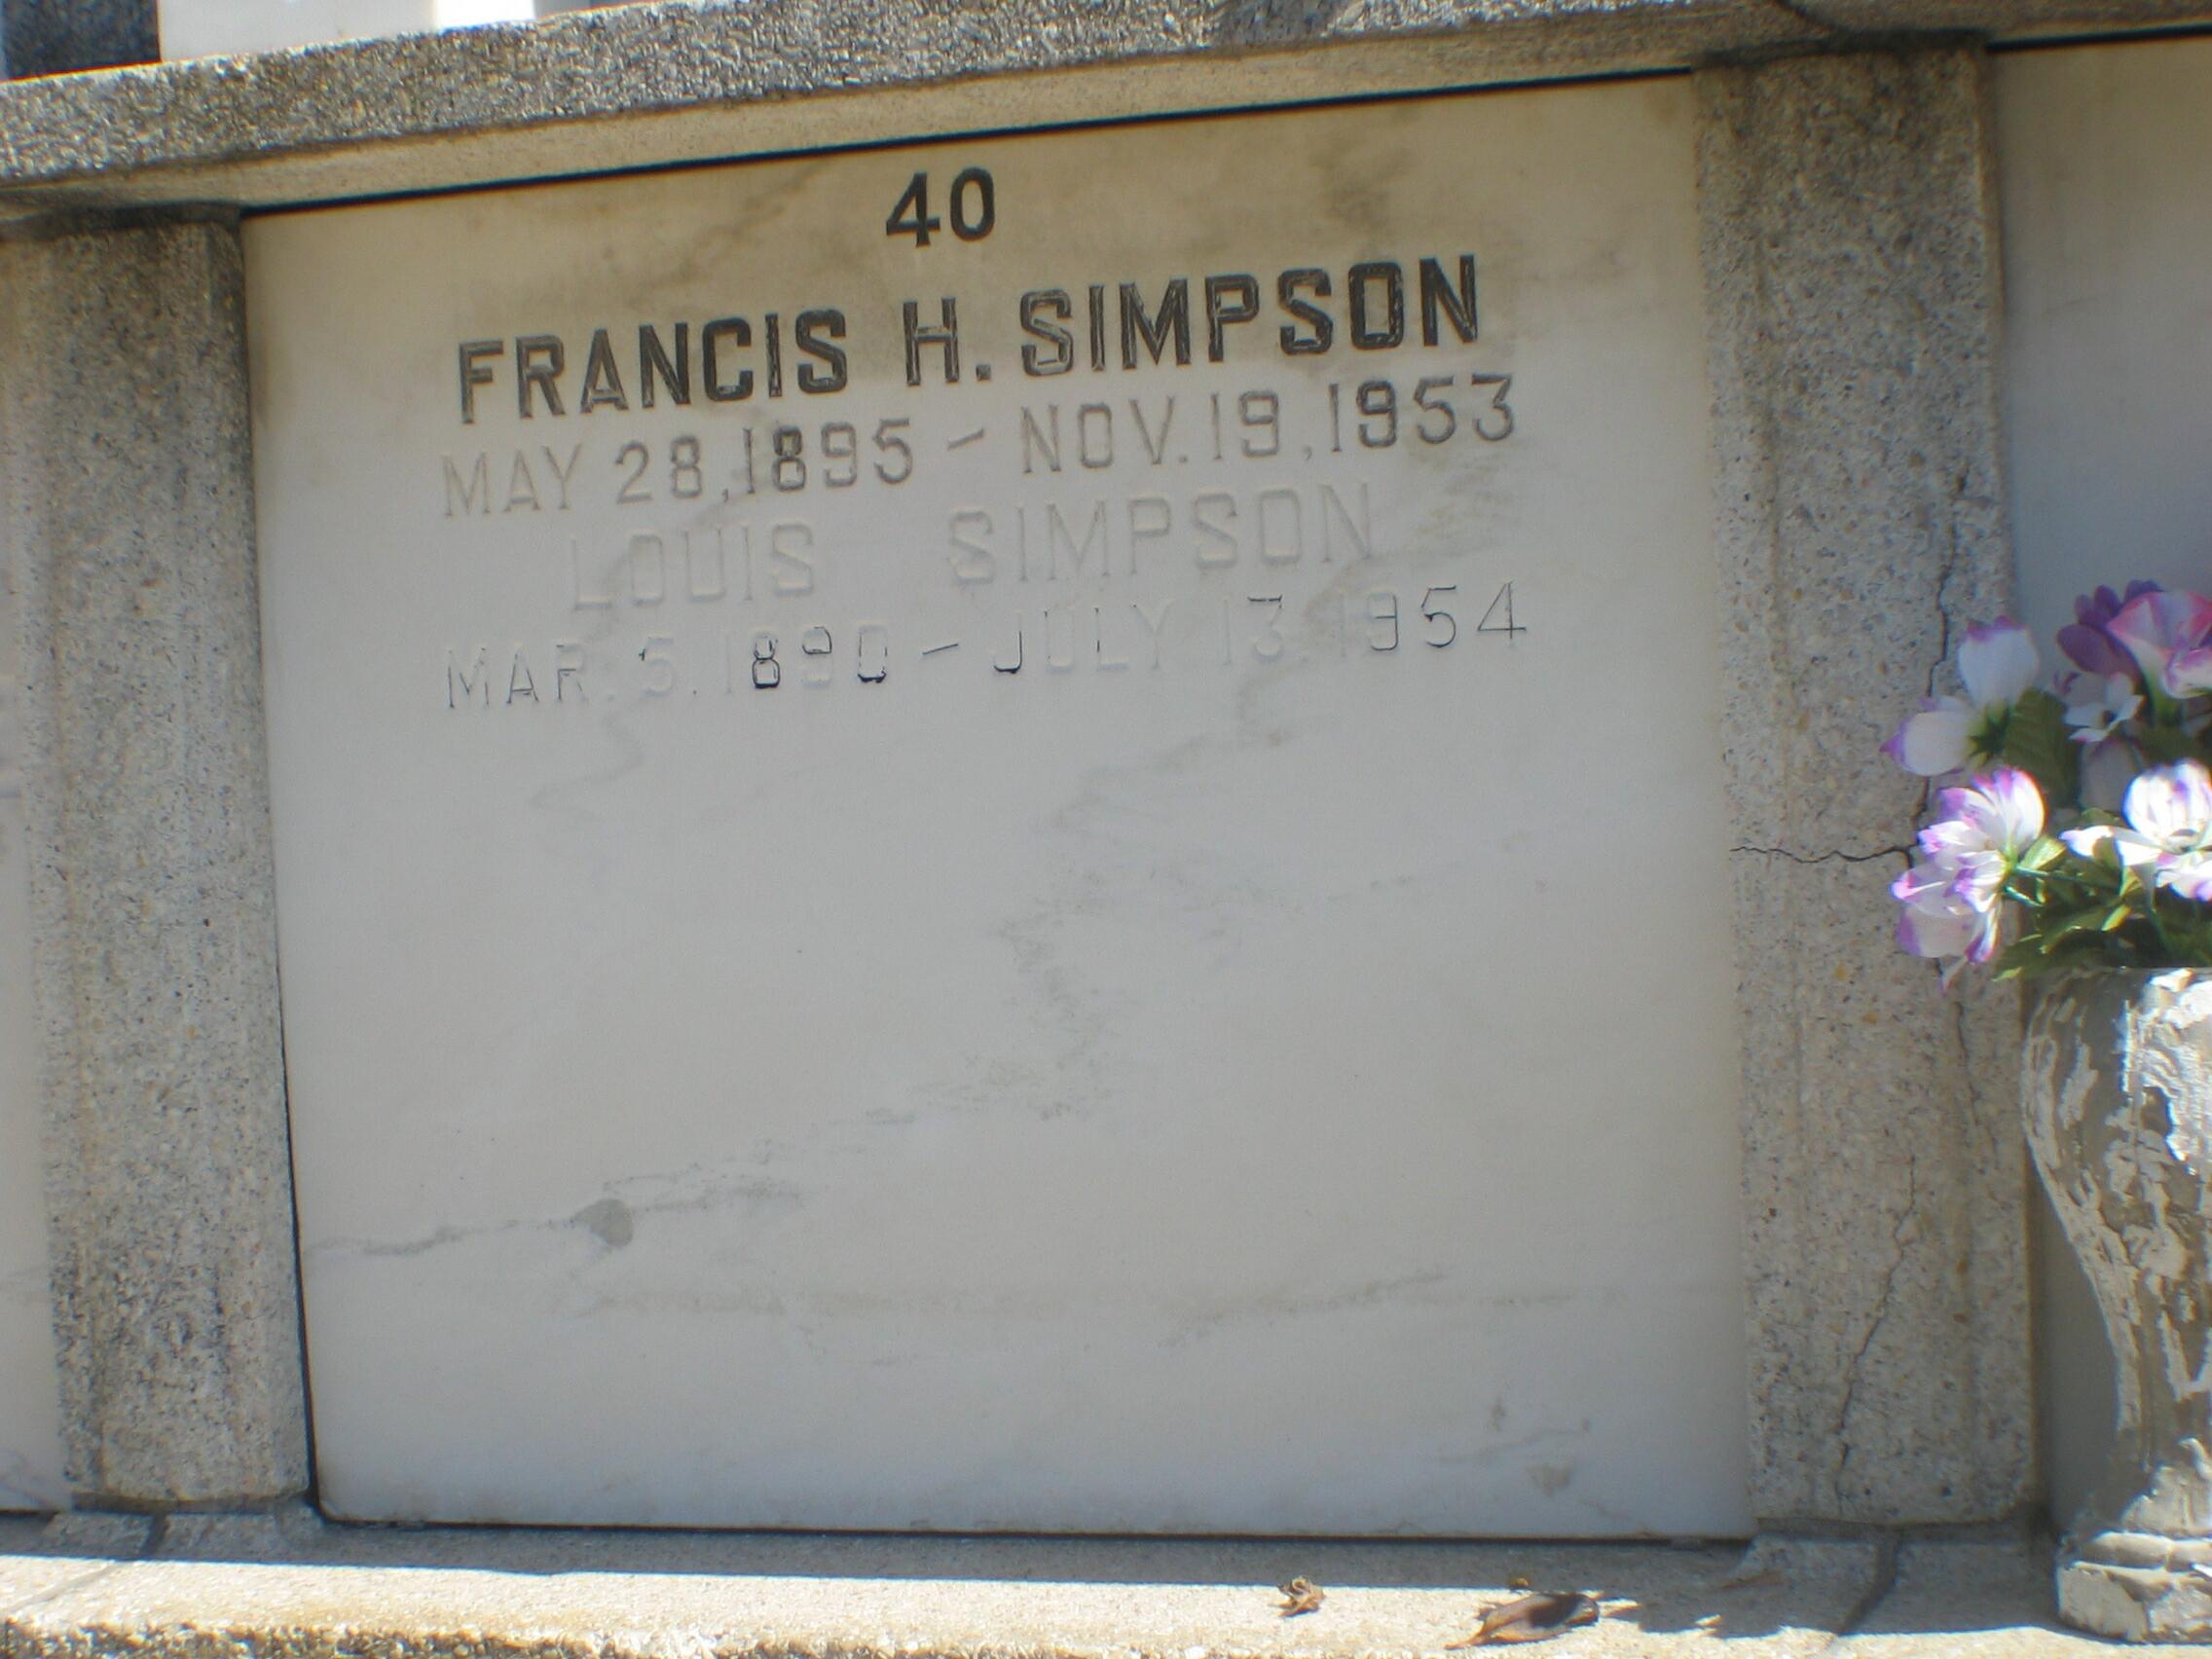 40
FRANCIS H. SIMPSON
MAY 28, 1895 - NOV. 19, 1953
LOUIS SIMPSON
MAR. 5, 1890 - JULY 13, 1954